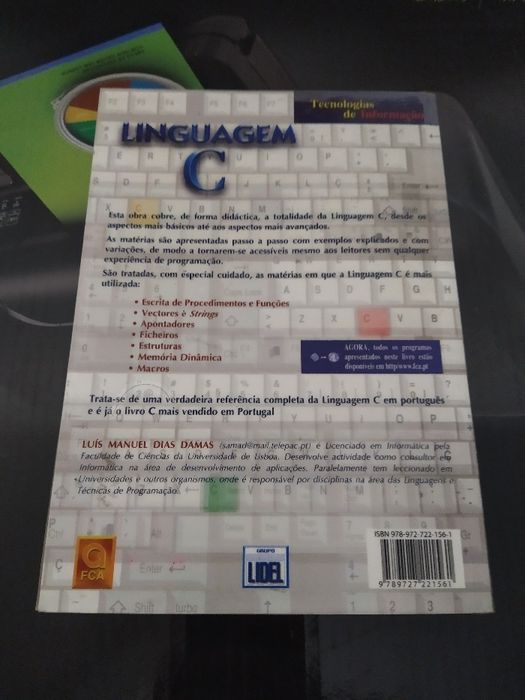 Tecnologias
de Informação
LINGUAGEM
C
Esta obra cobre, de forma didáctica, a totalidade da Linguagem C, desde os
aspectos mais básicos até aos aspectos mais avançados.
As matérias são apresentadas passo a passo com exemplos explicados e com
variações, de modo a tornarem-se acessíveis mesmo aos leitores sem qualquer
experiência de programação.
São tratadas, com especial cuidado, as matérias em que a Linguagem C é mais
utilizada:
• Escrita de Procedimentos e Funções
• Vectores e Strings
• Apontadores
• Ficheiros
• Estruturas
• Memória Dinâmica
• Macros
AGORA, todos os programas
apresentados neste livro estão
disponíveis em http://www.fca.pt
Trata-se de uma verdadeira referência completa da Linguagem C em português
e é já o livro C mais vendido em Portugal
LUÍS MANUEL DIAS DAMAS (samad@mail.telepac.pt) é Licenciado em Informática pela
Faculdade de Ciências da Universidade de Lisboa. Desenvolve actividade como consultor em
Informática na área de desenvolvimento de aplicações. Paralelamente tem leccionado em
Universidades e outros organismos, onde é responsável por disciplinas na área das Linguagens e
Técnicas de Programação.
FCA
GRUPO
LIDEL
ISBN 978-972-722-156-1
9 789727 221561
Enter
Shift
turbo
1 2 3